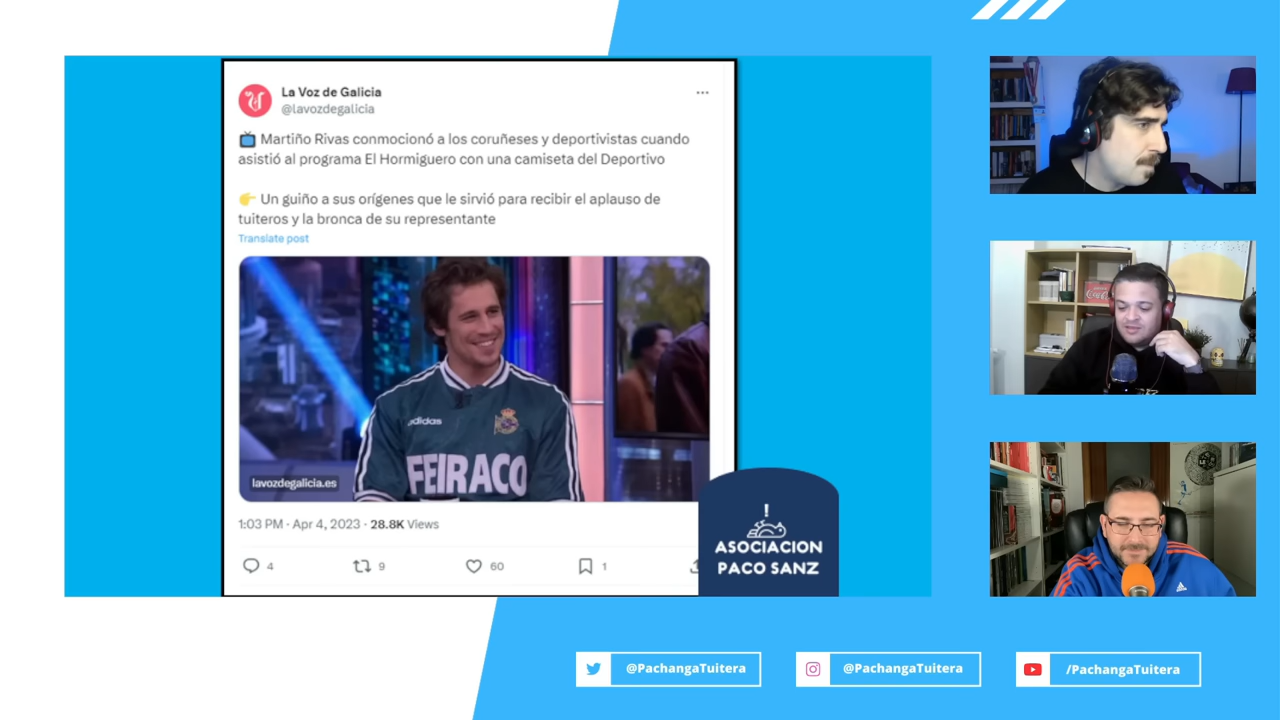 La Voz de Galicia
@lavozdegalicia
Martiño Rivas conmocionó a los coruñeses y deportivistas cuando
asistió al programa El Hormiguero con una camiseta del Deportivo
Un guiño a sus orígenes que le sirvió para recibir el aplauso de
tuiteros y la bronca de su representante
Translate post
adidas
FEIRACO
lavozdegalicia.es
1:03 PM · Apr 4, 2023 · 28.8K Views
4
9
60
1
!
ASOCIACION
PACO SANZ
@PachangaTuitera
@PachangaTuitera
/PachangaTuitera